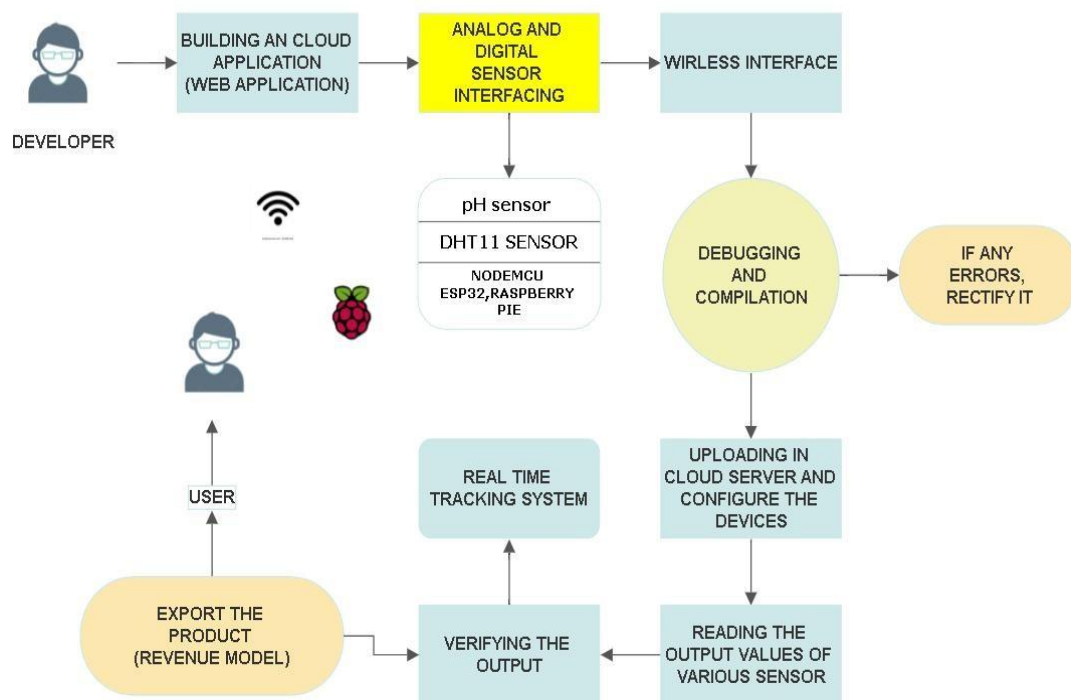 BUILDING AN CLOUD
APPLICATION
(WEB APPLICATION)
ANALOG AND
DIGITAL
SENSOR
INTERFACING
WIRLESS INTERFACE
DEVELOPER
pH sensor
DHT11 SENSOR
NODEMCU
ESP32,RASPBERRY
PIE
DEBUGGING
AND
COMPILATION
IF ANY
ERRORS,
RECTIFY IT
USER
REAL TIME
TRACKING SYSTEM
UPLOADING IN
CLOUD SERVER AND
CONFIGURE THE
DEVICES
EXPORT THE
PRODUCT
(REVENUE MODEL)
VERIFYING THE
OUTPUT
READING THE
OUTPUT VALUES OF
VARIOUS SENSOR